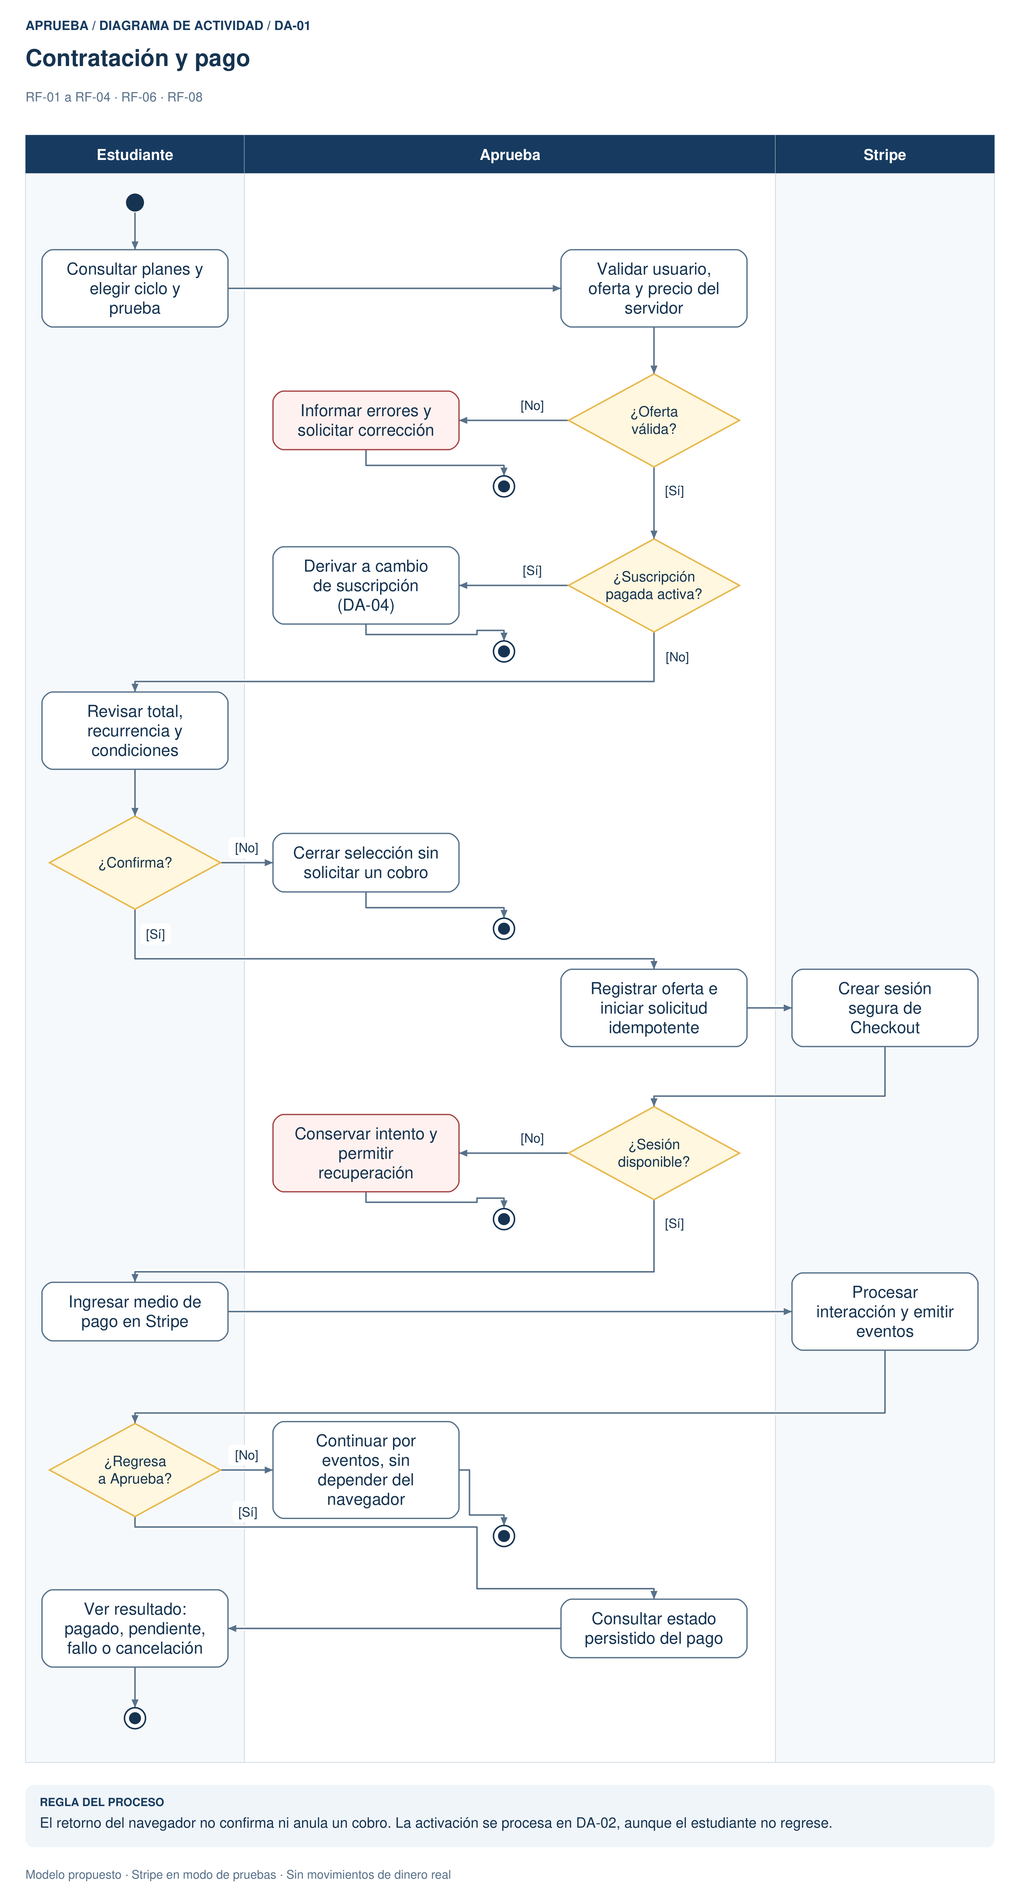 APRUEBA / DIAGRAMA DE ACTIVIDAD / DA-01
Contratación y pago
RF-01 a RF-04 · RF-06 · RF-08
Estudiante
Aprueba
Stripe
Consultar planes y
elegir ciclo y
prueba
Validar usuario,
oferta y precio del
servidor
¿Oferta
válida?
[No]
Informar errores y
solicitar corrección
[Sí]
¿Suscripción
pagada activa?
[Sí]
Derivar a cambio
de suscripción
(DA-04)
[No]
Revisar total,
recurrencia y
condiciones
¿Confirma?
[No]
Cerrar selección sin
solicitar un cobro
[Sí]
Registrar oferta e
iniciar solicitud
idempotente
Crear sesión
segura de
Checkout
¿Sesión
disponible?
[No]
Conservar intento y
permitir
recuperación
[Sí]
Ingresar medio de
pago en Stripe
Procesar
interacción y emitir
eventos
¿Regresa
a Aprueba?
[No]
Continuar por
eventos, sin
depender del
navegador
[Sí]
Consultar estado
persistido del pago
Ver resultado:
pagado, pendiente,
fallo o cancelación
REGLA DEL PROCESO
El retorno del navegador no confirma ni anula un cobro. La activación se procesa en DA-02, aunque el estudiante no regrese.
Modelo propuesto · Stripe en modo de pruebas · Sin movimientos de dinero real